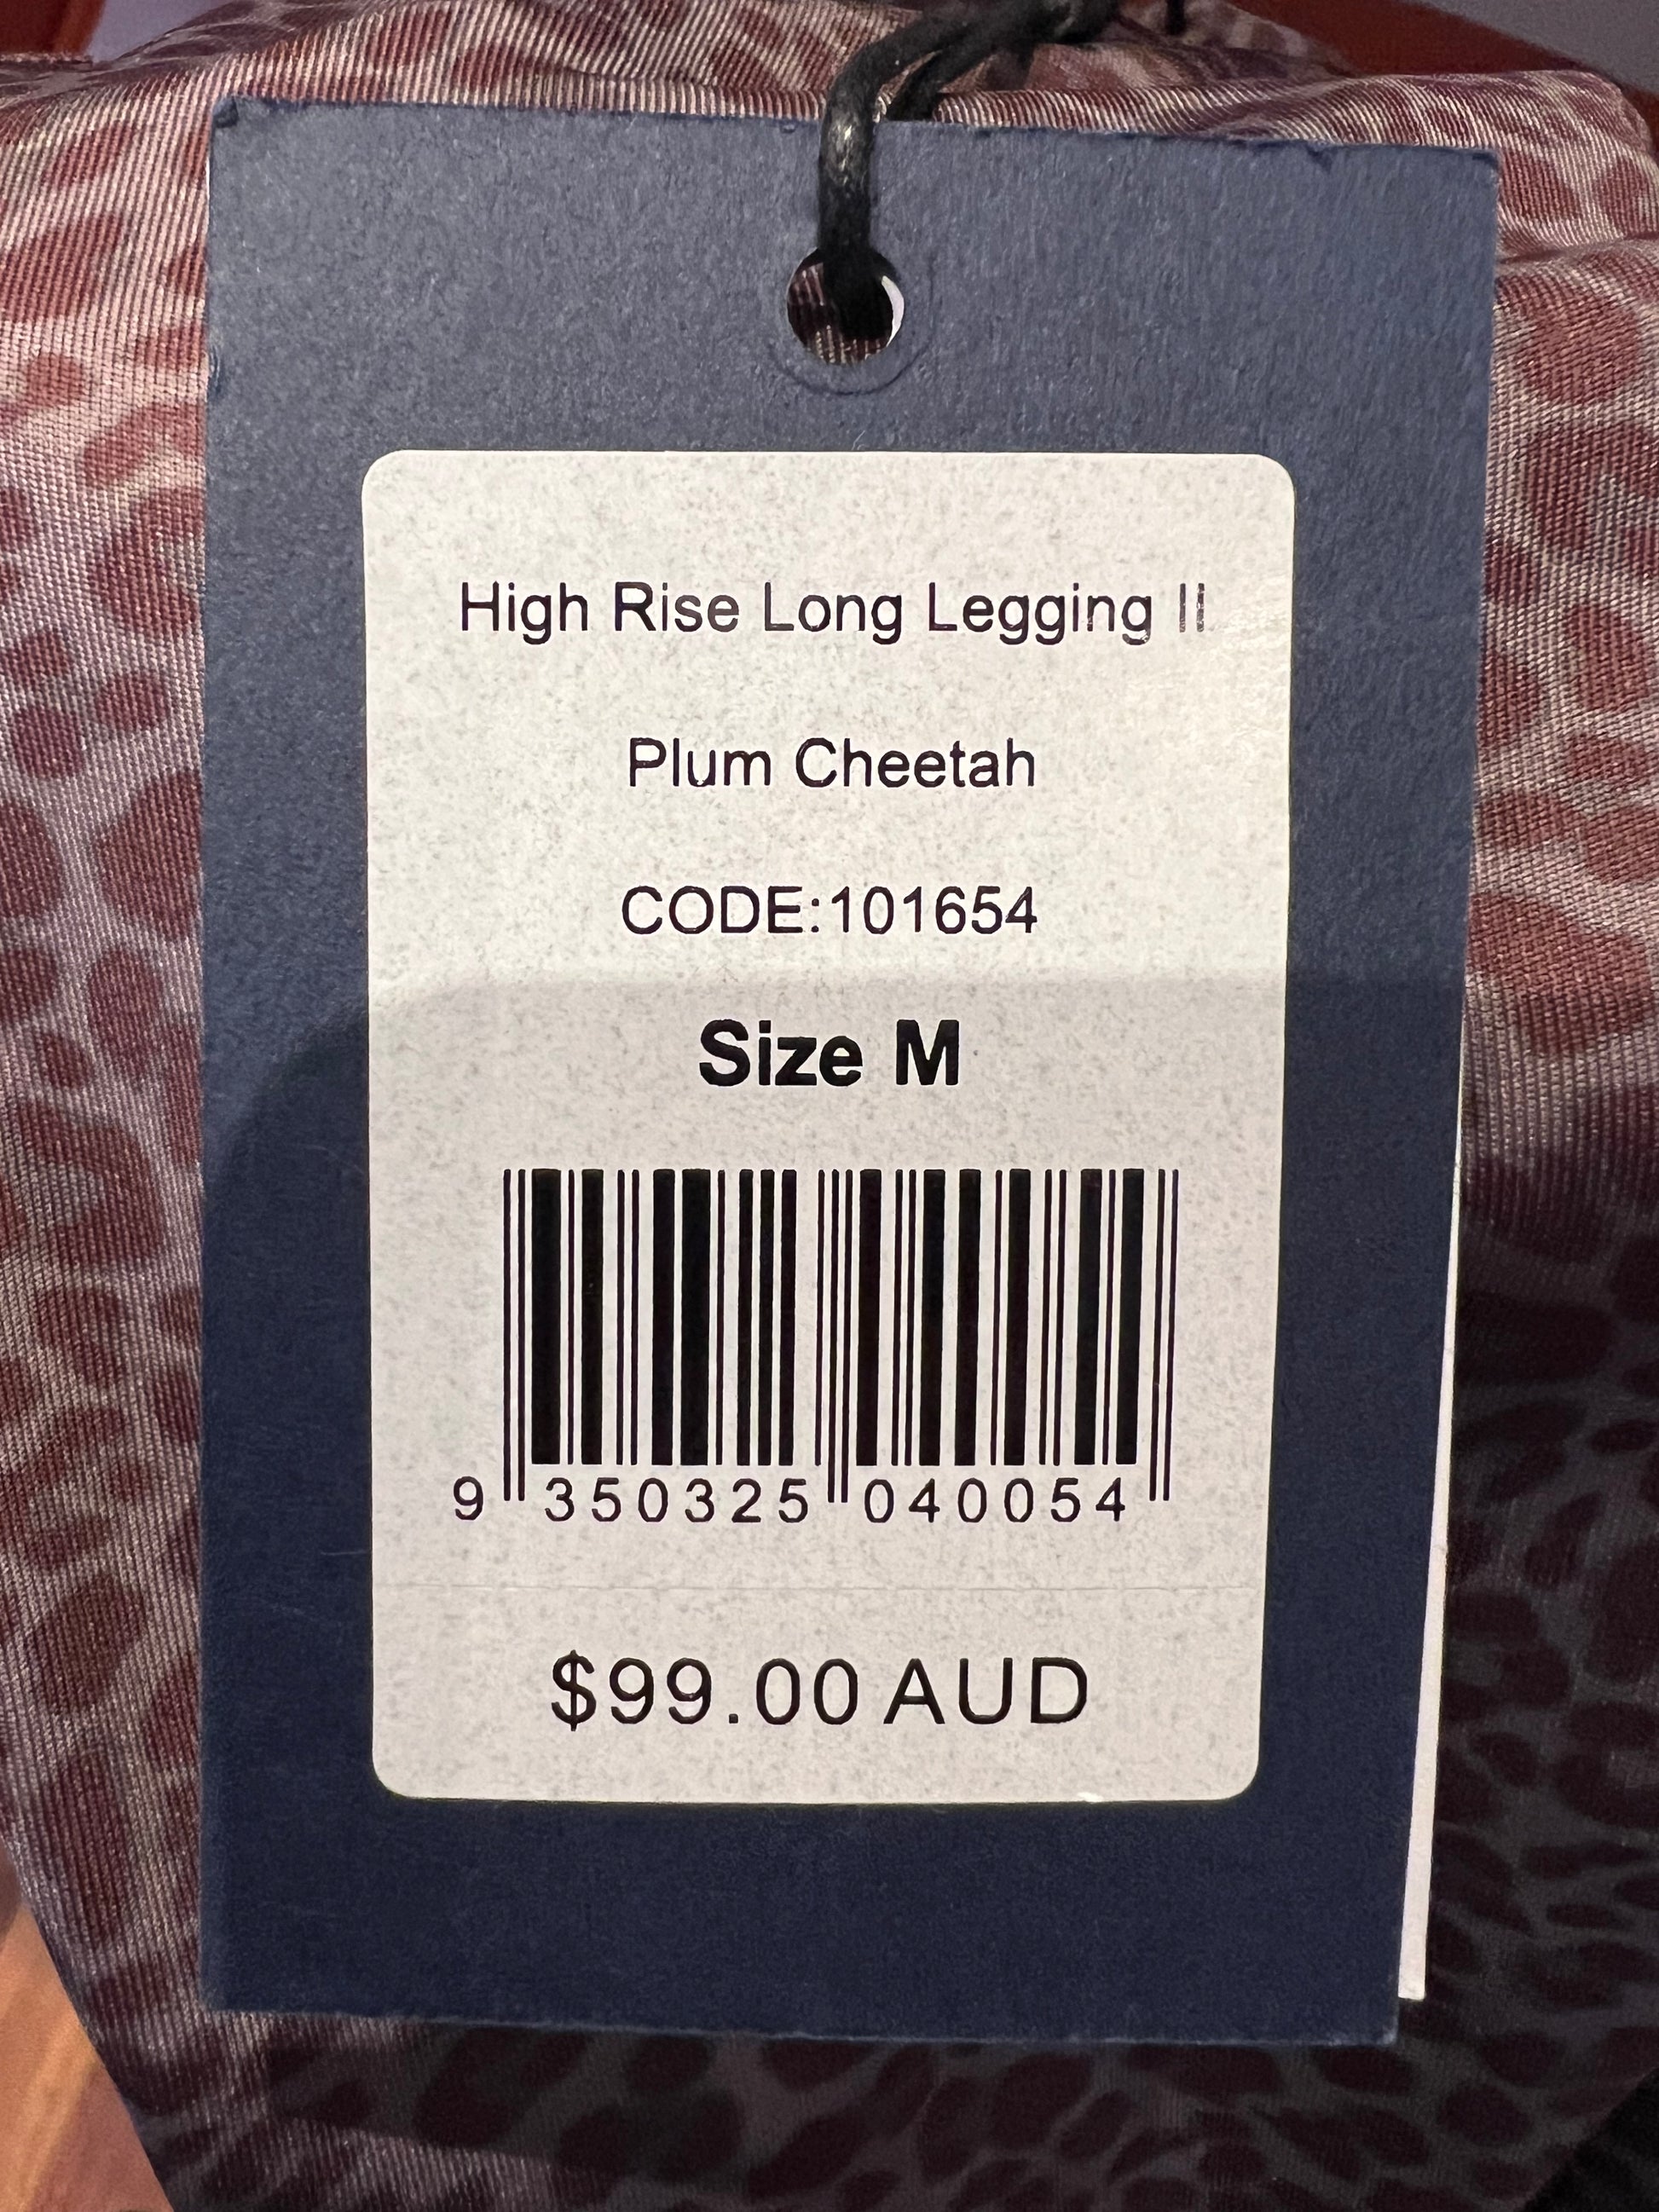 High Rise Long Legging II
Plum Cheetah
CODE:101654
Size M
9 350325 040054
$99.00 AUD